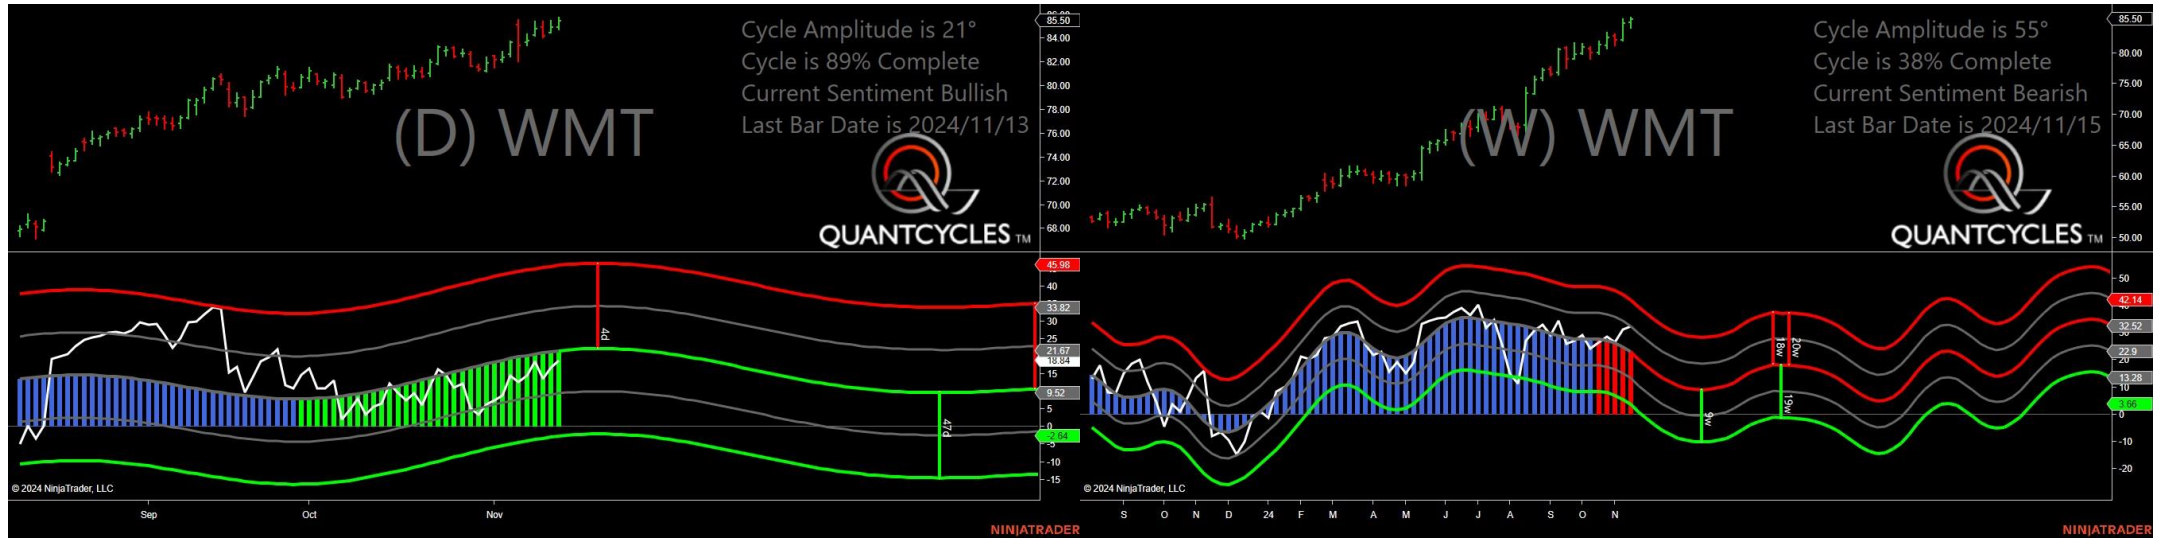 Cycle Amplitude is 21°
Cycle is 89% Complete
Current Sentiment Bullish
Last Bar Date is 2024/11/13
(D) WMT
QUANTCYCLES TM
85.50
84.00
82.00
80.00
78.00
76.00
74.00
72.00
70.00
68.00
45.98
40
33.82
30
25
21.67
18.84
15
9.52
5
0
-2.64
-5
-10
-15
4d
47d
© 2024 NinjaTrader, LLC
Sep Oct Nov
NINJATRADER
Cycle Amplitude is 55°
Cycle is 38% Complete
Current Sentiment Bearish
Last Bar Date is 2024/11/15
(W) WMT
QUANTCYCLES TM
85.50
80.00
75.00
70.00
65.00
60.00
55.00
50.00
50
42.14
32.52
22.9
20
13.28
10
3.66
0
-10
-20
9w
18w
20w
19w
© 2024 NinjaTrader, LLC
S O N D 24 F M A M J J A S O N
NINJATRADER